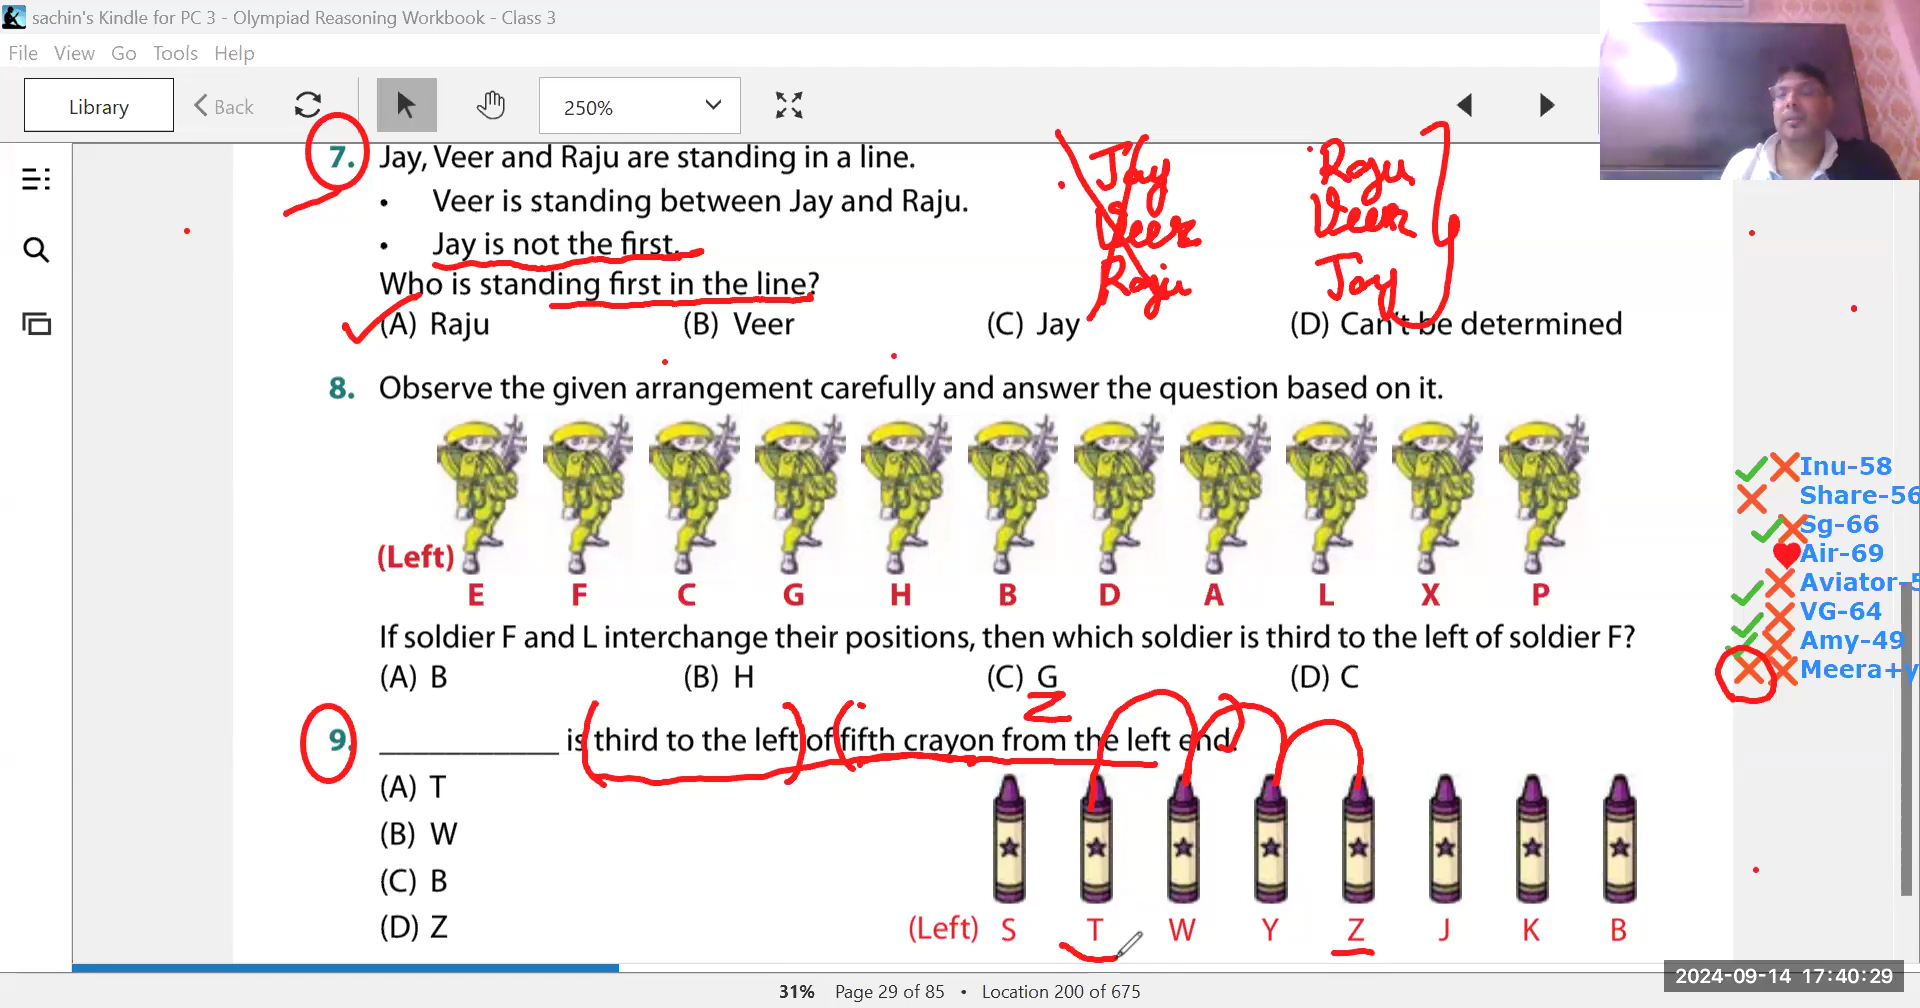 sachin's Kindle for PC 3 - Olympiad Reasoning Workbook - Class 3
File View Go Tools Help
Library Back 250%
7. Jay, Veer and Raju are standing in a line.
• Veer is standing between Jay and Raju.
• Jay is not the first.
Who is standing first in the line?
(A) Raju (B) Veer (C) Jay (D) Can't be determined
Jay
Veer
Raju
Raju
Veer
Jay
8. Observe the given arrangement carefully and answer the question based on it.
(Left) E F C G H B D A L X P
If soldier F and L interchange their positions, then which soldier is third to the left of soldier F?
(A) B (B) H (C) G (D) C
Z
9. ____________ is third to the left of fifth crayon from the left end.
(A) T
(B) W
(C) B
(D) Z
(Left) S T W Y Z J K B
Inu-58
Share-56
Sg-66
Air-69
Aviator-5
VG-64
Amy-49
Meera+y
2024-09-14 17:40:29
31% Page 29 of 85 • Location 200 of 675